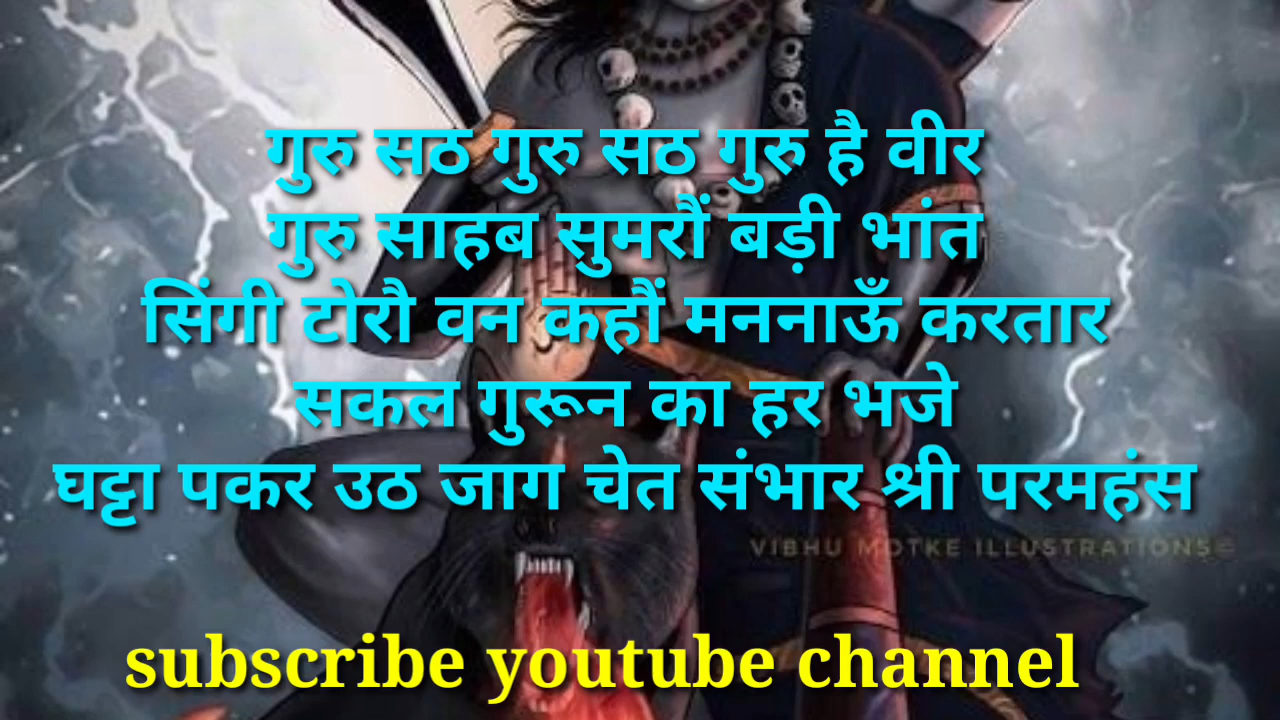 गुरु सठ गुरु सठ गुरु है वीर
गुरु साहब सुमरौं बड़ी भांत
सिंगी टोरौ वन कहौं मननाऊँ करतार
सकल गुरून का हर भजे
घट्टा पकर उठ जाग चेत संभार श्री परमहंस
VIBHU MOTKE ILLUSTRATIONS©
subscribe youtube channel